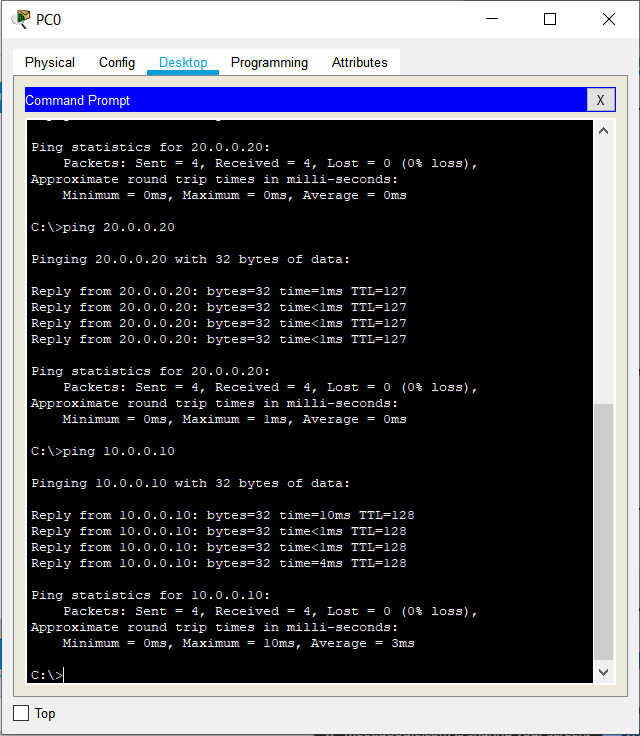 PC0
Physical Config Desktop Programming Attributes
Command Prompt X
Ping statistics for 20.0.0.20:
    Packets: Sent = 4, Received = 4, Lost = 0 (0% loss),
Approximate round trip times in milli-seconds:
    Minimum = 0ms, Maximum = 0ms, Average = 0ms
C:\>ping 20.0.0.20
Pinging 20.0.0.20 with 32 bytes of data:
Reply from 20.0.0.20: bytes=32 time=1ms TTL=127
Reply from 20.0.0.20: bytes=32 time<1ms TTL=127
Reply from 20.0.0.20: bytes=32 time<1ms TTL=127
Reply from 20.0.0.20: bytes=32 time<1ms TTL=127
Ping statistics for 20.0.0.20:
    Packets: Sent = 4, Received = 4, Lost = 0 (0% loss),
Approximate round trip times in milli-seconds:
    Minimum = 0ms, Maximum = 1ms, Average = 0ms
C:\>ping 10.0.0.10
Pinging 10.0.0.10 with 32 bytes of data:
Reply from 10.0.0.10: bytes=32 time=10ms TTL=128
Reply from 10.0.0.10: bytes=32 time<1ms TTL=128
Reply from 10.0.0.10: bytes=32 time<1ms TTL=128
Reply from 10.0.0.10: bytes=32 time=4ms TTL=128
Ping statistics for 10.0.0.10:
    Packets: Sent = 4, Received = 4, Lost = 0 (0% loss),
Approximate round trip times in milli-seconds:
    Minimum = 0ms, Maximum = 10ms, Average = 3ms
C:\>
Top